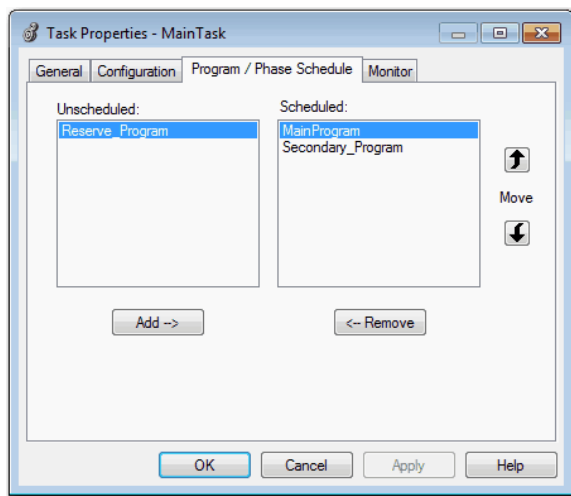 Task Properties - MainTask
General Configuration Program / Phase Schedule Monitor
Unscheduled:
Reserve_Program
Scheduled:
MainProgram
Secondary_Program
Move
Add -->
<-- Remove
OK Cancel Apply Help